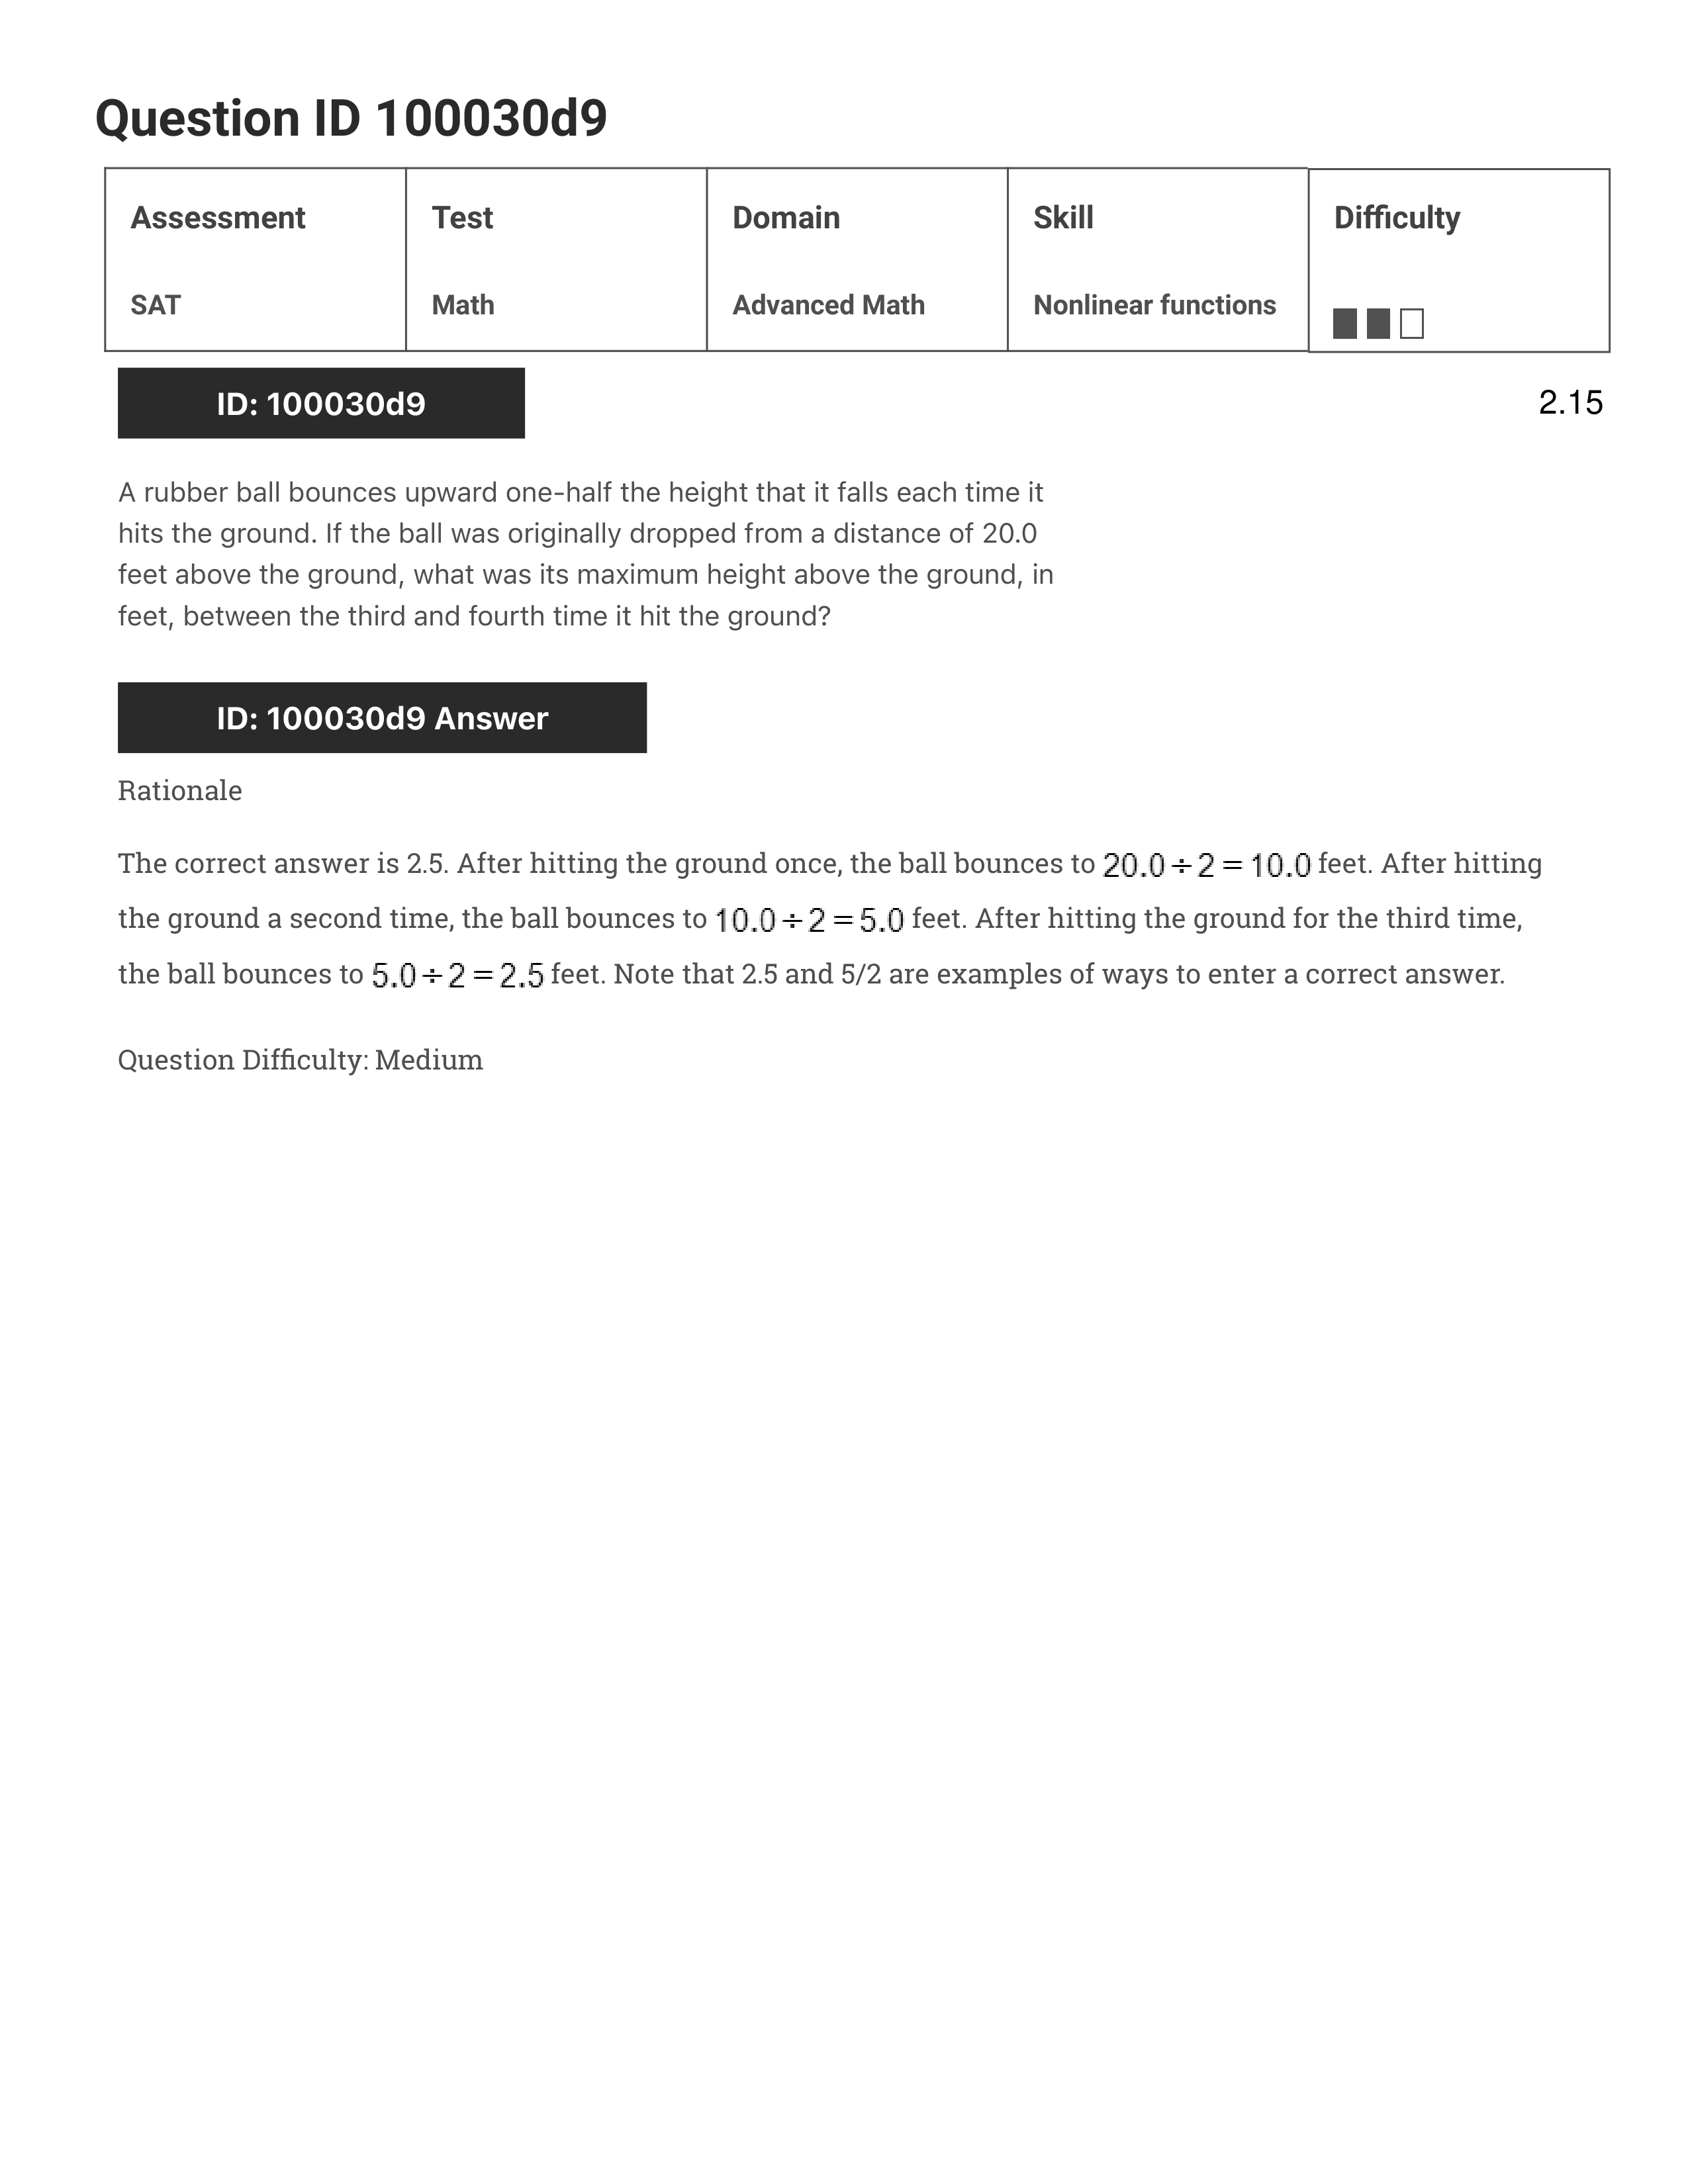 Question ID 100030d9
Assessment Test Domain Skill Difficulty
SAT Math Advanced Math Nonlinear functions
ID: 100030d9
2.15
A rubber ball bounces upward one-half the height that it falls each time it
hits the ground. If the ball was originally dropped from a distance of 20.0
feet above the ground, what was its maximum height above the ground, in
feet, between the third and fourth time it hit the ground?
ID: 100030d9 Answer
Rationale
The correct answer is 2.5. After hitting the ground once, the ball bounces to 20.0 ÷ 2 = 10.0 feet. After hitting
the ground a second time, the ball bounces to 10.0 ÷ 2 = 5.0 feet. After hitting the ground for the third time,
the ball bounces to 5.0 ÷ 2 = 2.5 feet. Note that 2.5 and 5/2 are examples of ways to enter a correct answer.
Question Difficulty: Medium